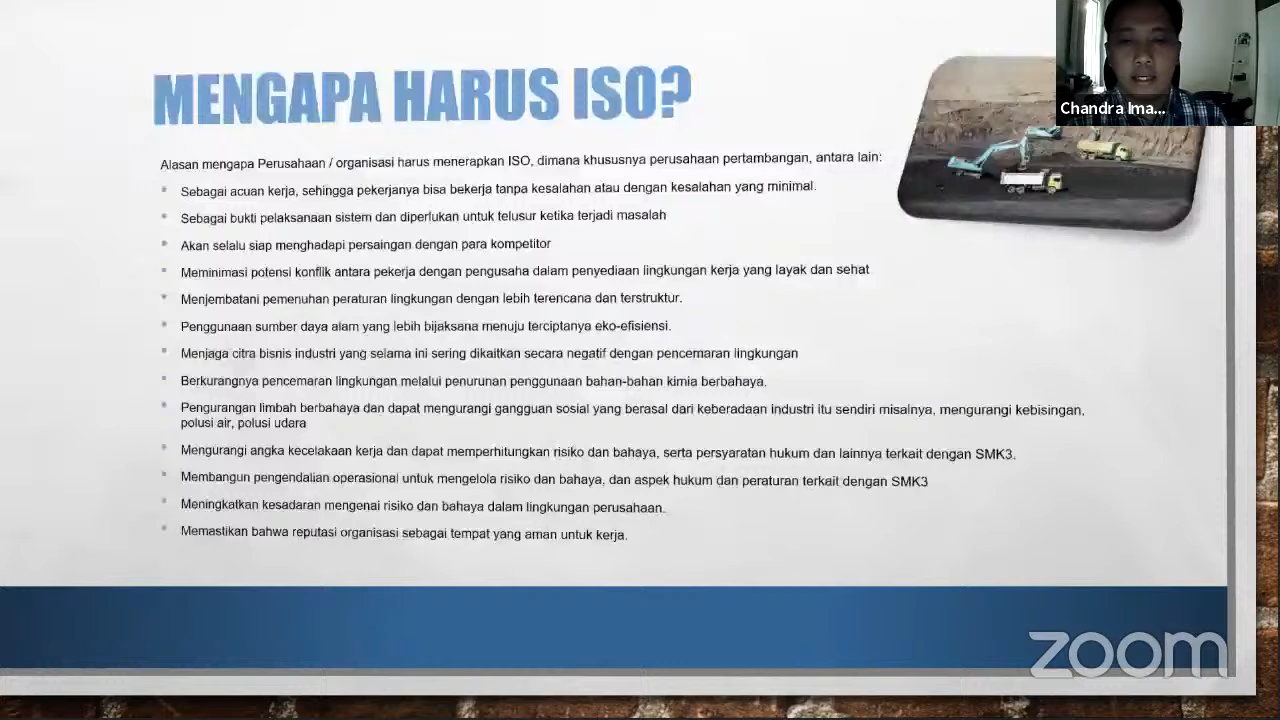 MENGAPA HARUS ISO?
Chandra Ima...
Alasan mengapa Perusahaan / organisasi harus menerapkan ISO, dimana khususnya perusahaan pertambangan, antara lain:
Sebagai acuan kerja, sehingga pekerjanya bisa bekerja tanpa kesalahan atau dengan kesalahan yang minimal.
Sebagai bukti pelaksanaan sistem dan diperlukan untuk telusur ketika terjadi masalah
Akan selalu siap menghadapi persaingan dengan para kompetitor
Meminimasi potensi konflik antara pekerja dengan pengusaha dalam penyediaan lingkungan kerja yang layak dan sehat
Menjembatani pemenuhan peraturan lingkungan dengan lebih terencana dan terstruktur.
Penggunaan sumber daya alam yang lebih bijaksana menuju terciptanya eko-efisiensi.
Menjaga citra bisnis industri yang selama ini sering dikaitkan secara negatif dengan pencemaran lingkungan
Berkurangnya pencemaran lingkungan melalui penurunan penggunaan bahan-bahan kimia berbahaya.
Pengurangan limbah berbahaya dan dapat mengurangi gangguan sosial yang berasal dari keberadaan industri itu sendiri misalnya, mengurangi kebisingan,
polusi air, polusi udara
Mengurangi angka kecelakaan kerja dan dapat memperhitungkan risiko dan bahaya, serta persyaratan hukum dan lainnya terkait dengan SMK3.
Membangun pengendalian operasional untuk mengelola risiko dan bahaya, dan aspek hukum dan peraturan terkait dengan SMK3
Meningkatkan kesadaran mengenai risiko dan bahaya dalam lingkungan perusahaan.
Memastikan bahwa reputasi organisasi sebagai tempat yang aman untuk kerja.
zoom